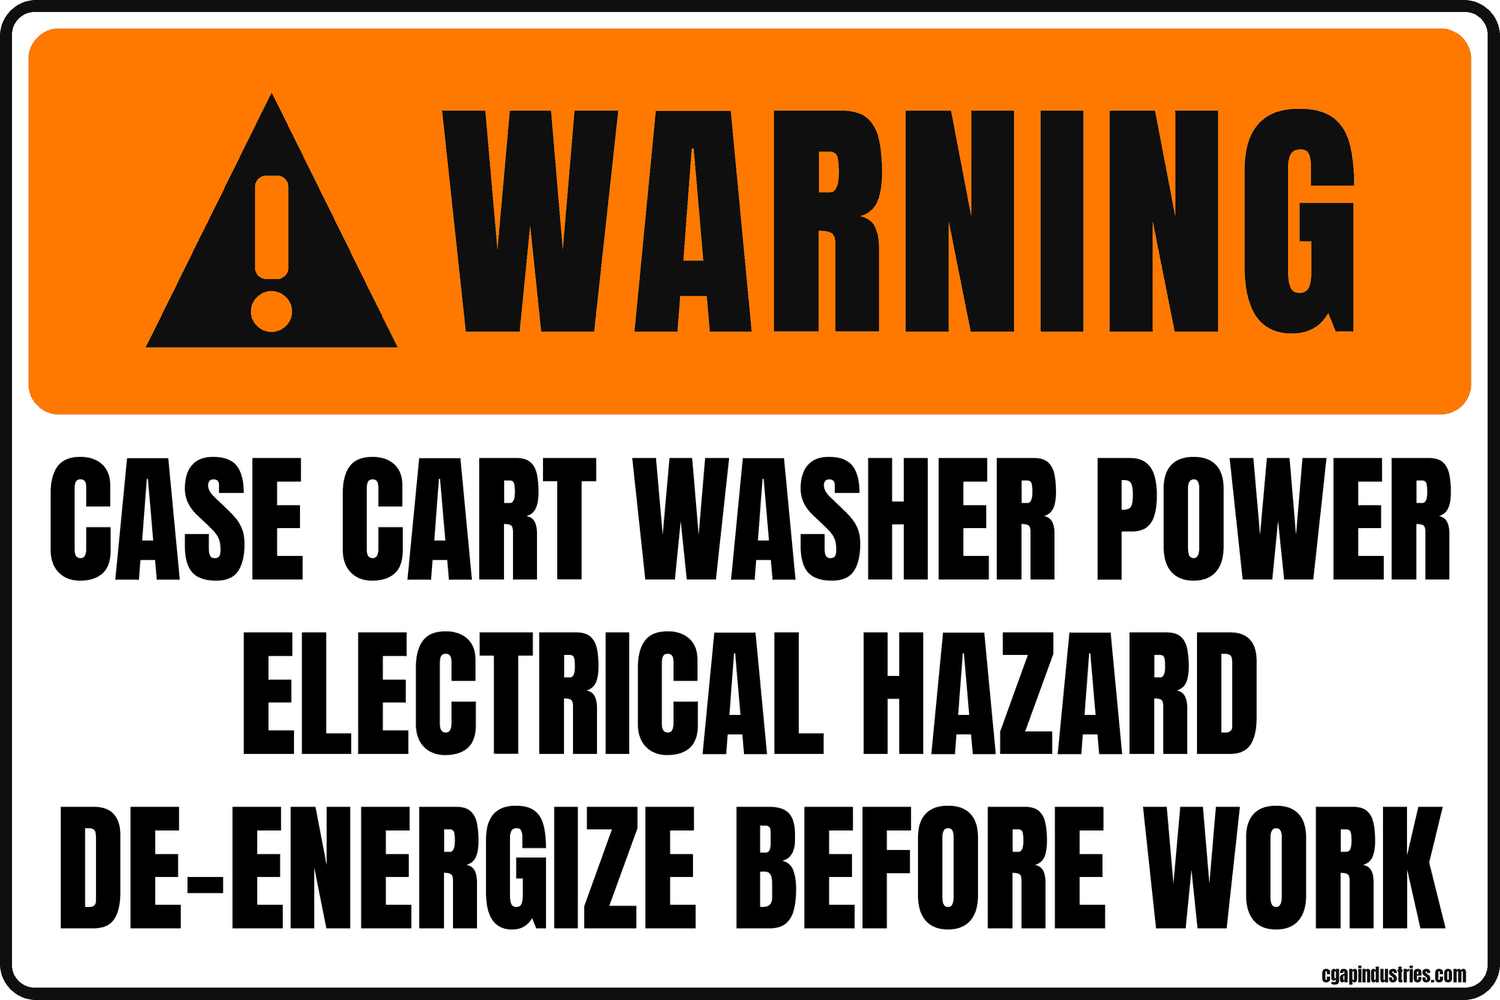 WARNING
CASE CART WASHER POWER
ELECTRICAL HAZARD
DE-ENERGIZE BEFORE WORK
cgapindustries.com